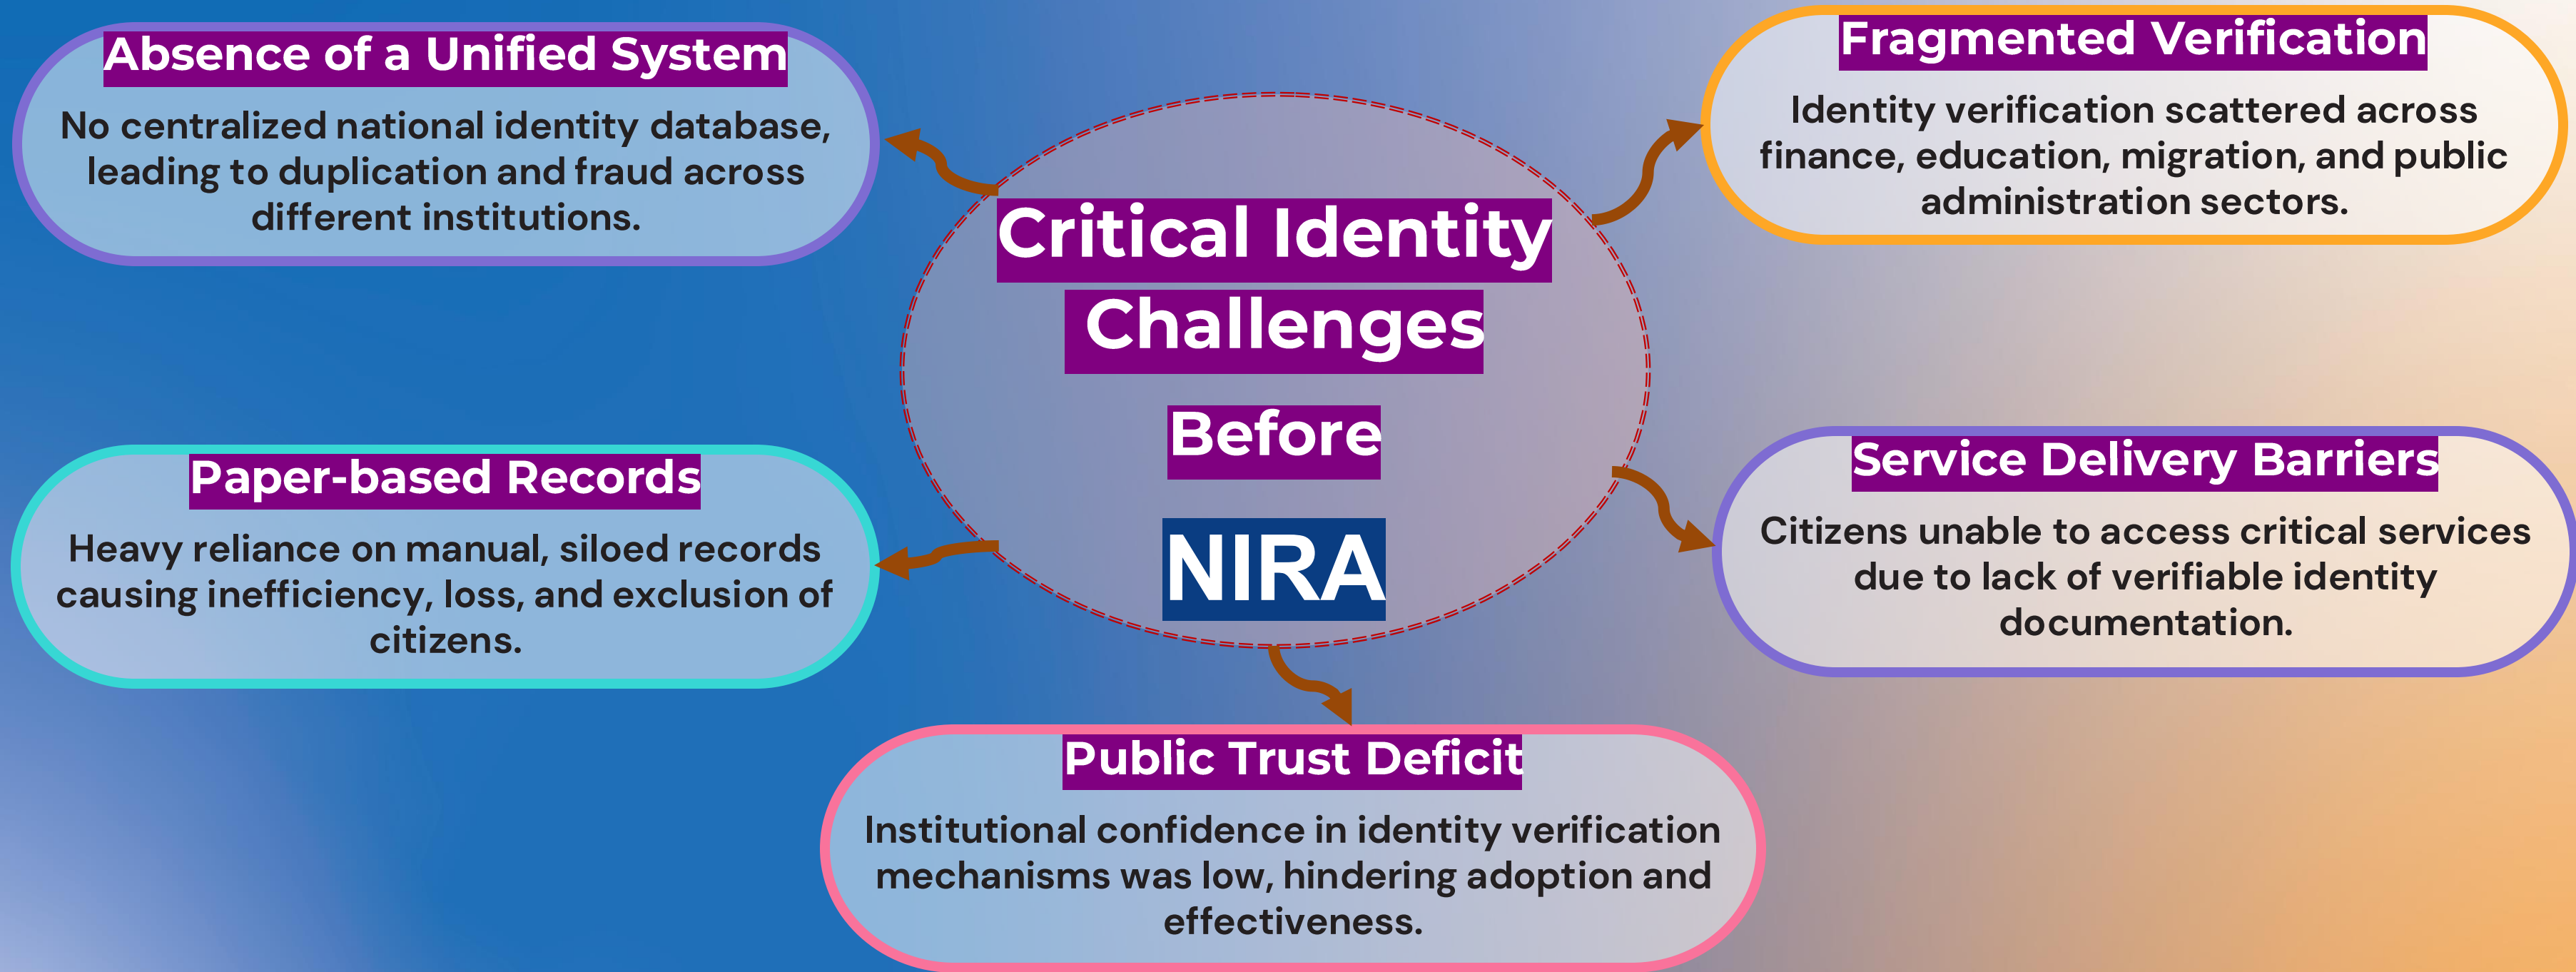 Absence of a Unified System
No centralized national identity database,
leading to duplication and fraud across
different institutions.
Fragmented Verification
Identity verification scattered across
finance, education, migration, and public
administration sectors.
Critical Identity
Challenges
Before
NIRA
Paper-based Records
Heavy reliance on manual, siloed records
causing inefficiency, loss, and exclusion of
citizens.
Service Delivery Barriers
Citizens unable to access critical services
due to lack of verifiable identity
documentation.
Public Trust Deficit
Institutional confidence in identity verification
mechanisms was low, hindering adoption and
effectiveness.